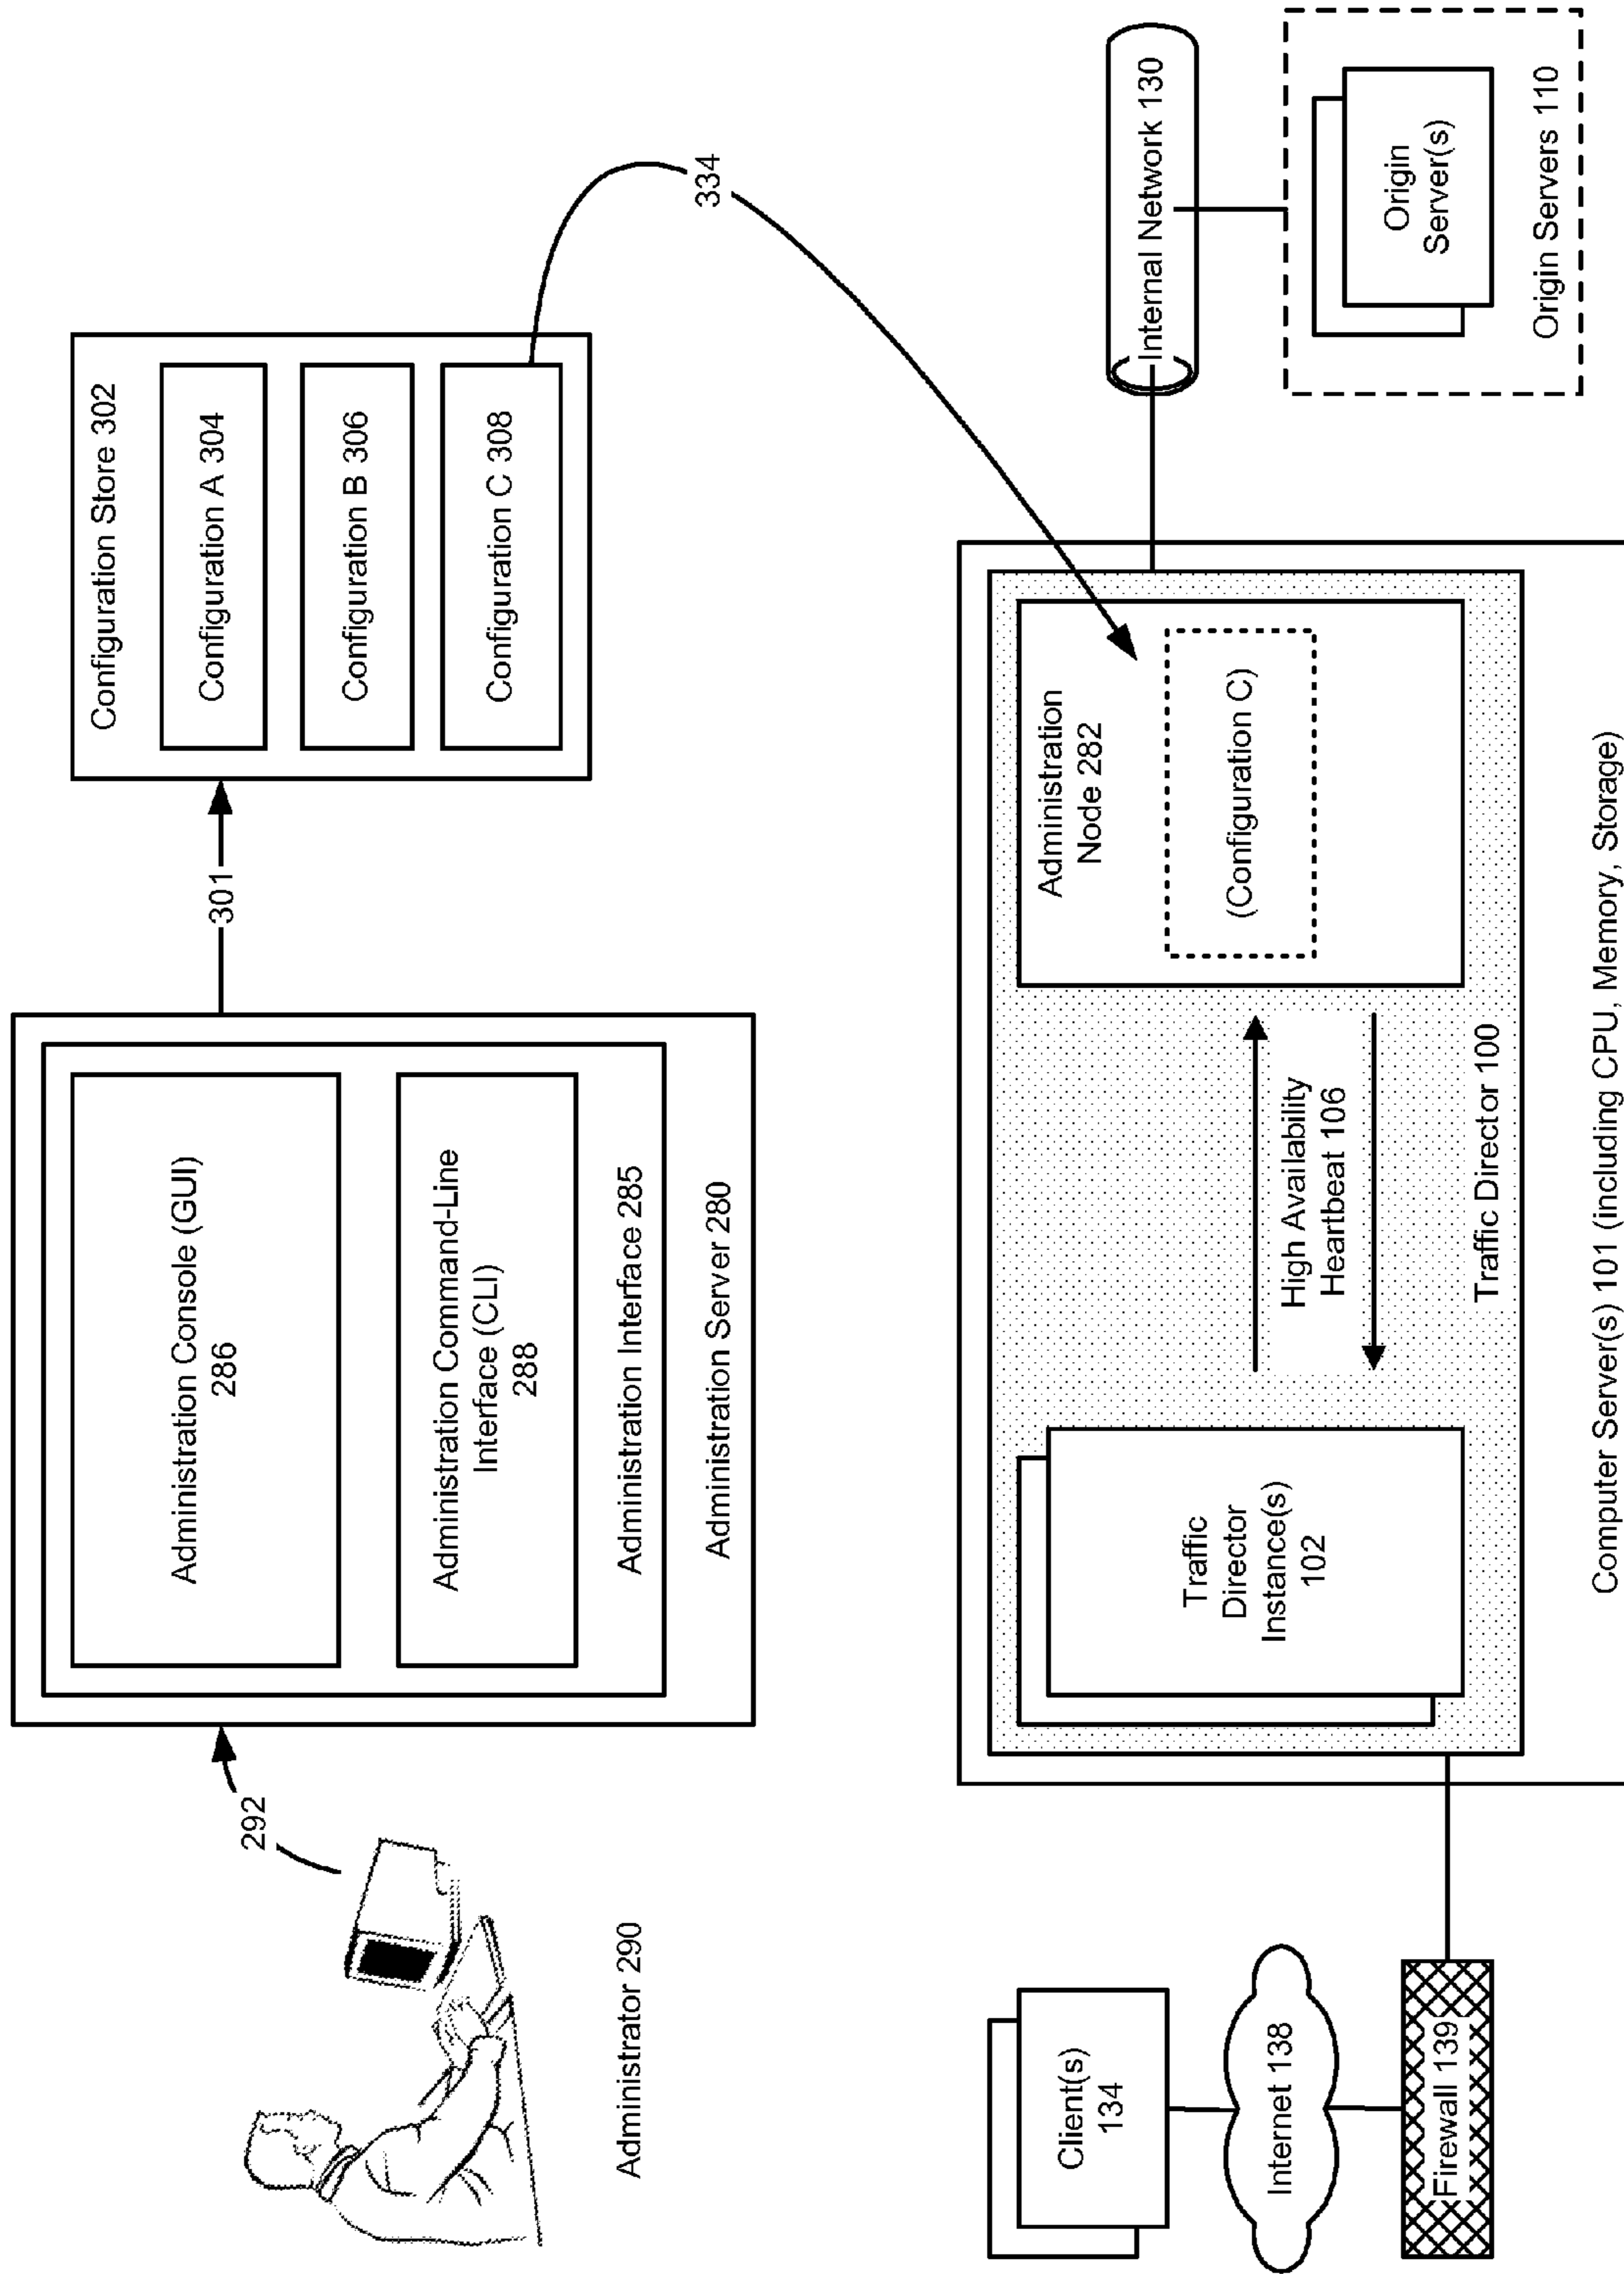 292
Administrator 290
Administration Console (GUI)
286
Administration Command-Line
Interface (CLI)
288
Administration Interface 285
Administration Server 280
301
Configuration Store 302
Configuration A 304
Configuration B 306
Configuration C 308
334
Client(s)
134
Internet 138
Firewall 139
Traffic
Director
Instance(s)
102
High Availability
Heartbeat 106
Administration
Node 282
(Configuration C)
Traffic Director 100
Computer Server(s) 101 (including CPU, Memory, Storage)
Internal Network 130
Origin
Server(s)
Origin Servers 110